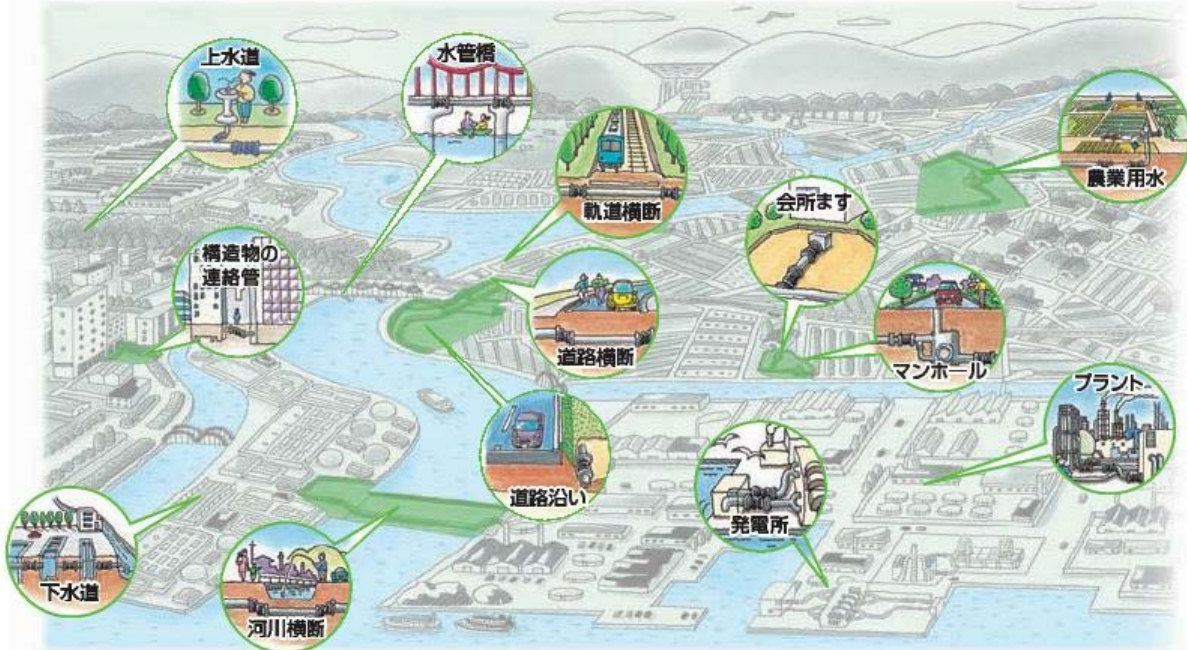 上水道
水管橋
軌道横断
会所ます
農業用水
構造物の
連絡管
道路横断
マンホール
プラント
道路沿い
発電所
下水道
河川横断